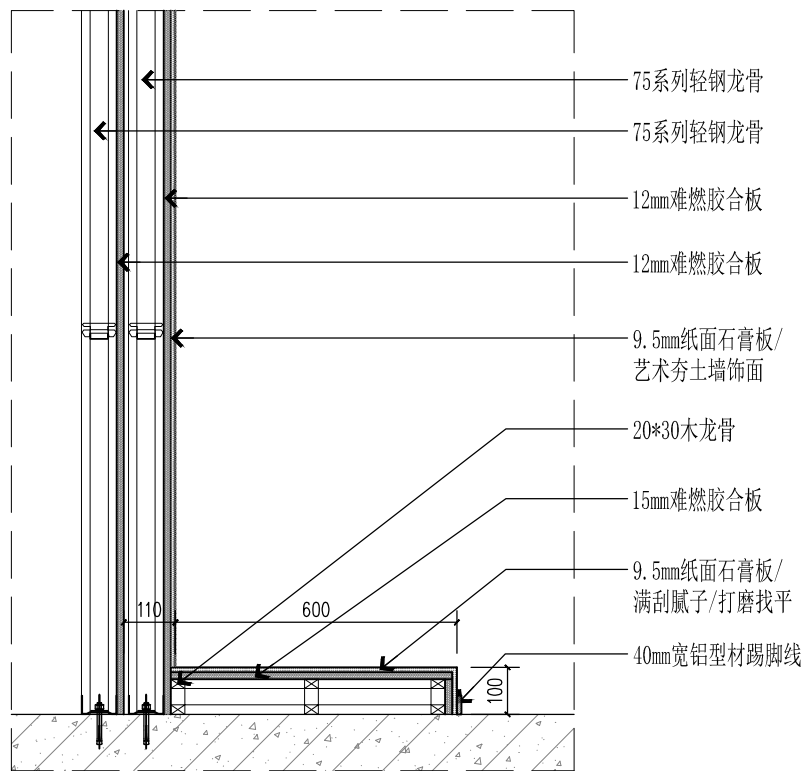 75系列轻钢龙骨
75系列轻钢龙骨
12mm难燃胶合板
12mm难燃胶合板
9.5mm纸面石膏板/
艺术夯土墙饰面
20*30木龙骨
15mm难燃胶合板
9.5mm纸面石膏板/
满刮腻子/打磨找平
110
600
40mm宽铝型材踢脚线
100